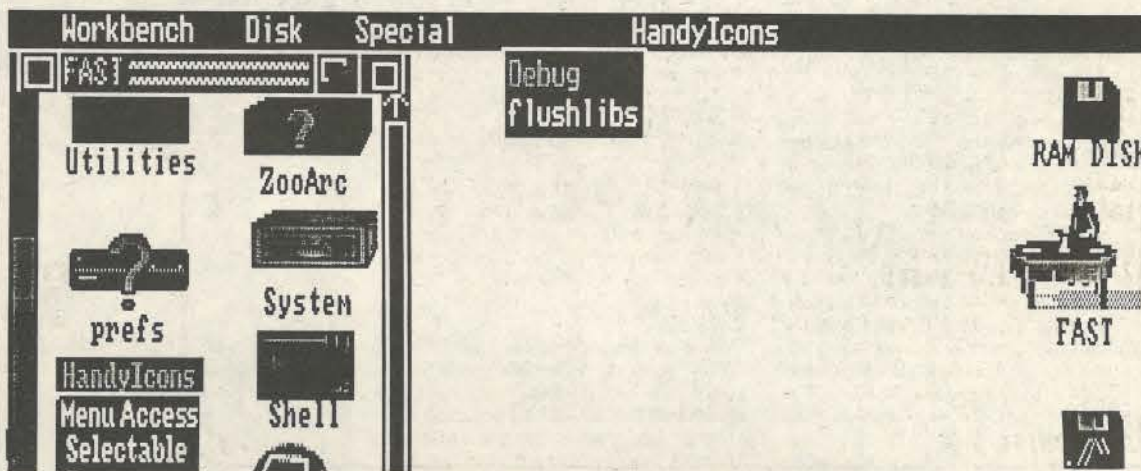 Workbench Disk Special HandyIcons
FAST
Debug
flushlibs
Utilities
ZooArc
RAM DISK
prefs
System
FAST
HandyIcons
Menu Access
Selectable
Shell